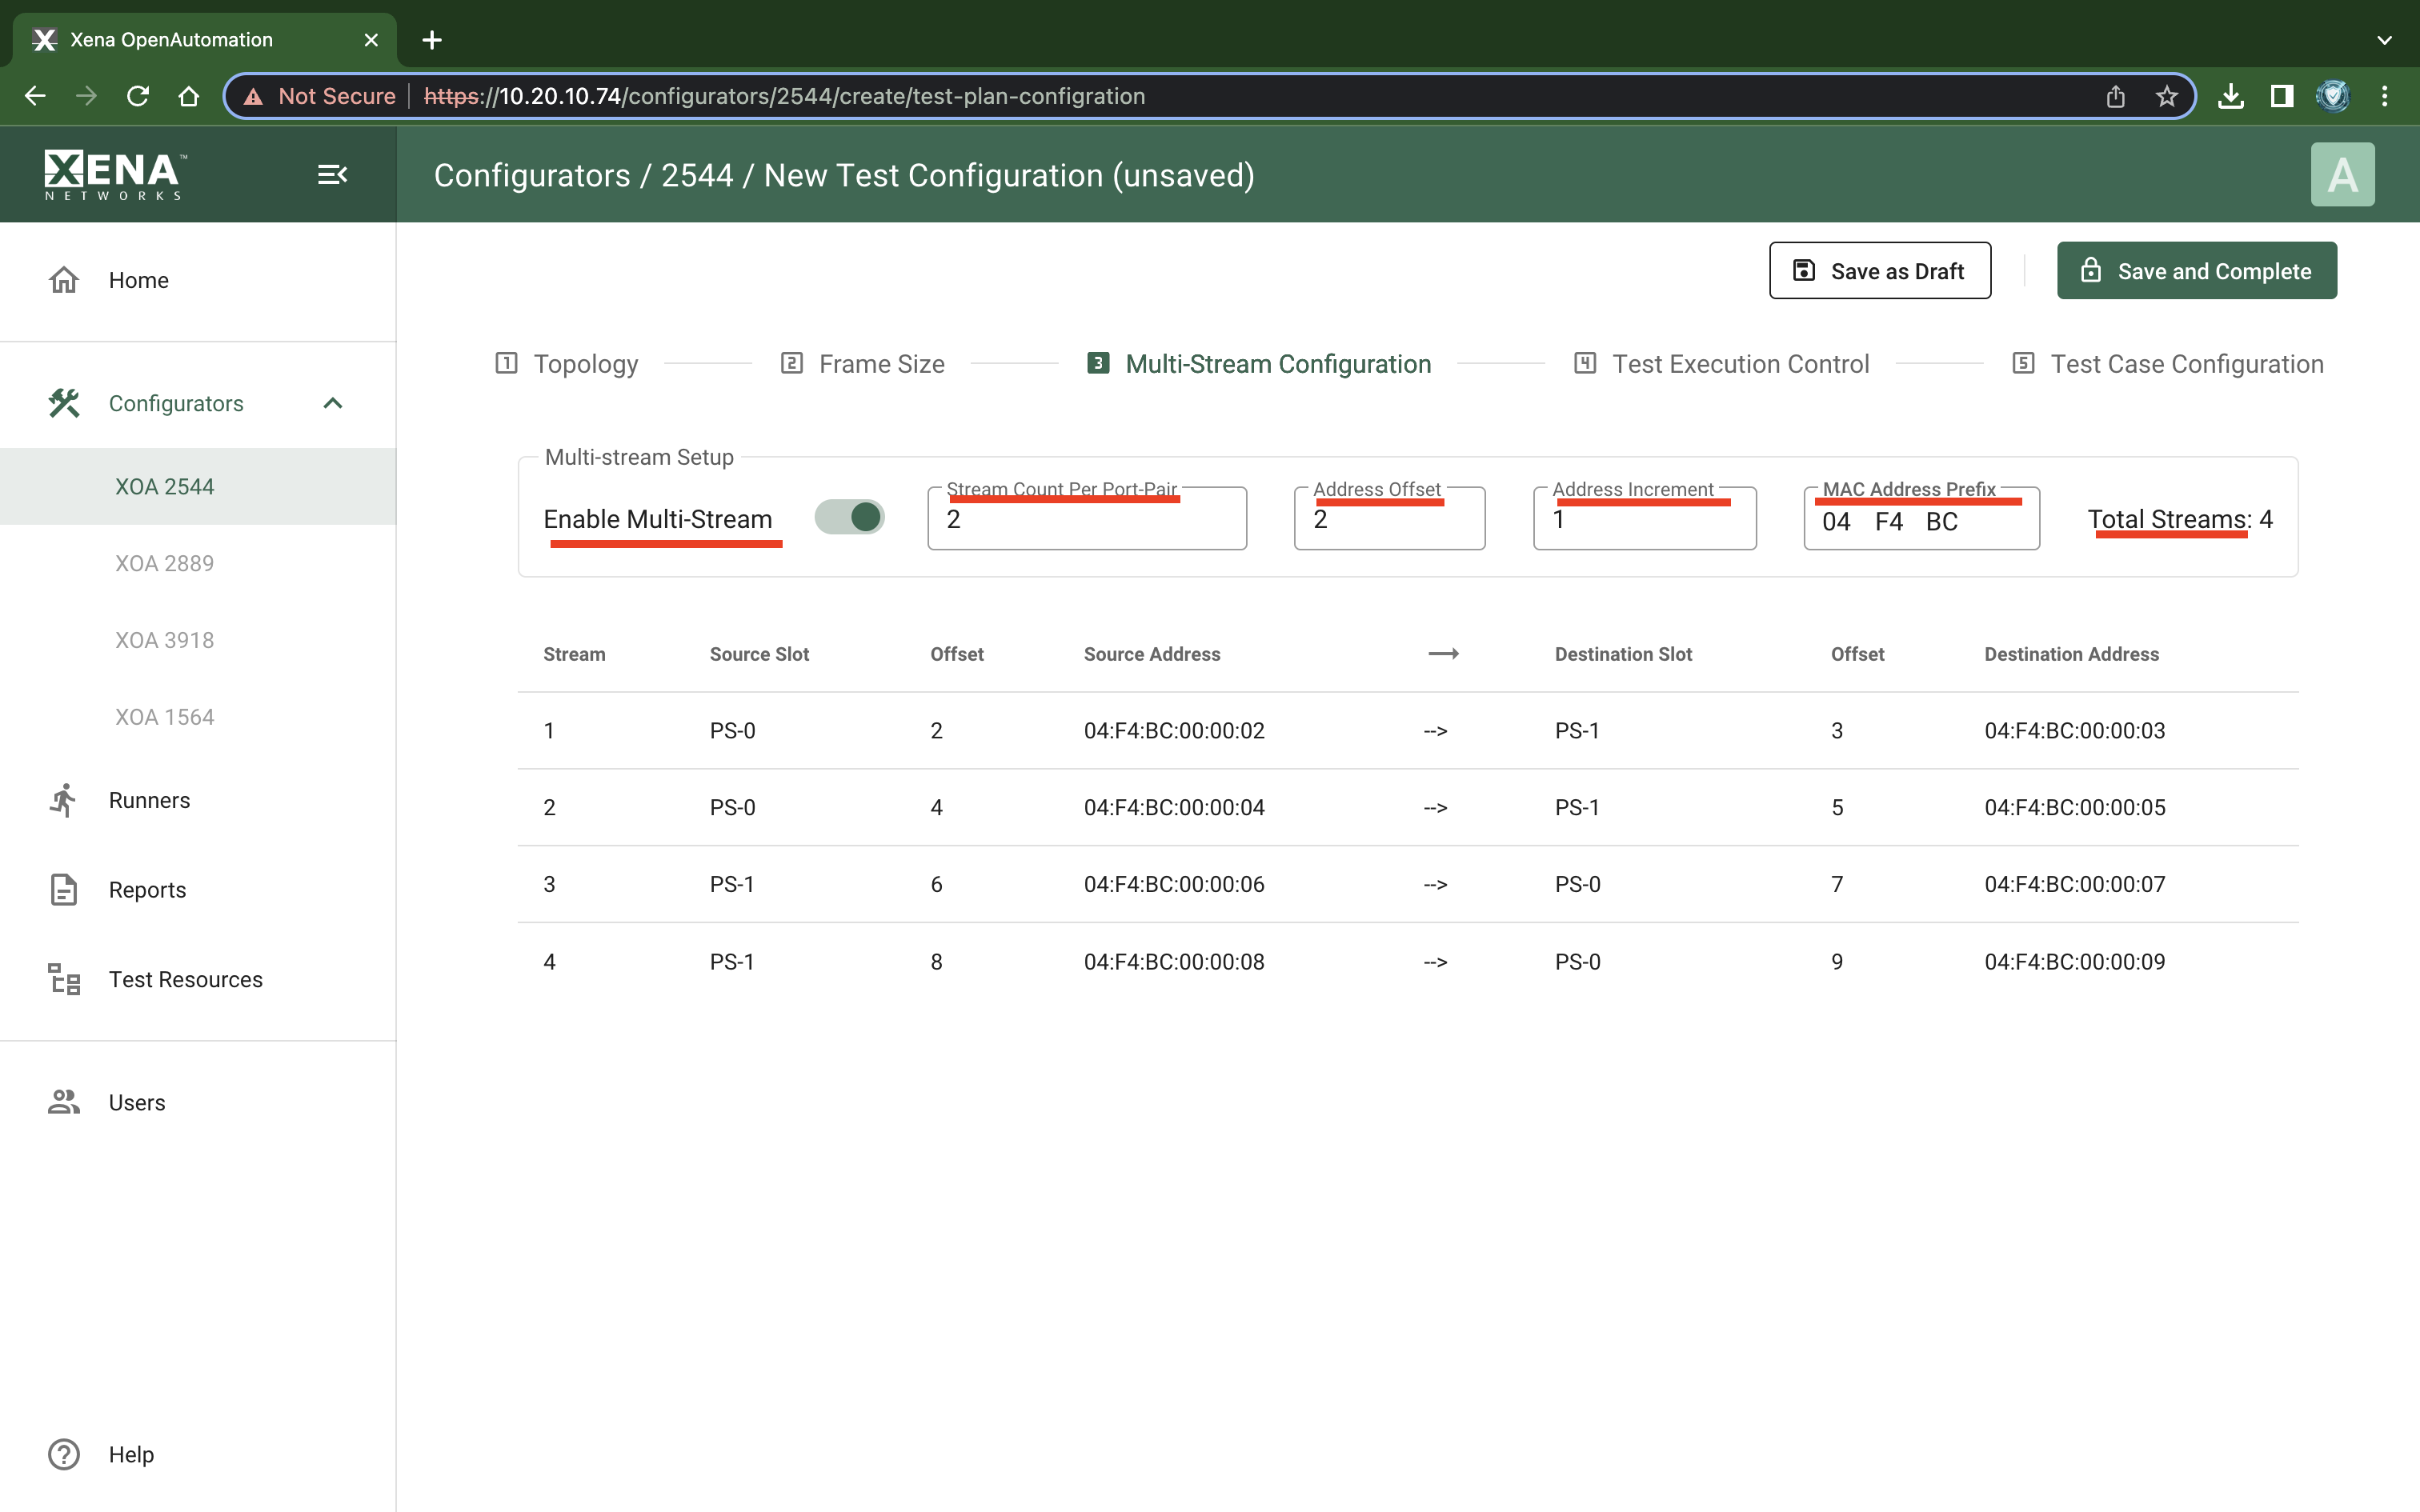 Xena OpenAutomation
Not Secure https://10.20.10.74/configurators/2544/create/test-plan-configration
XENA™
NETWORKS
Configurators / 2544 / New Test Configuration (unsaved)
A
Home
Configurators
XOA 2544
XOA 2889
XOA 3918
XOA 1564
Runners
Reports
Test Resources
Users
Help
Save as Draft
Save and Complete
1 Topology 2 Frame Size 3 Multi-Stream Configuration 4 Test Execution Control 5 Test Case Configuration
Multi-stream Setup
Stream Count Per Port-Pair Address Offset Address Increment MAC Address Prefix
Enable Multi-Stream 2 2 1 04 F4 BC Total Streams: 4
Stream Source Slot Offset Source Address → Destination Slot Offset Destination Address
1 PS-0 2 04:F4:BC:00:00:02 --> PS-1 3 04:F4:BC:00:00:03
2 PS-0 4 04:F4:BC:00:00:04 --> PS-1 5 04:F4:BC:00:00:05
3 PS-1 6 04:F4:BC:00:00:06 --> PS-0 7 04:F4:BC:00:00:07
4 PS-1 8 04:F4:BC:00:00:08 --> PS-0 9 04:F4:BC:00:00:09